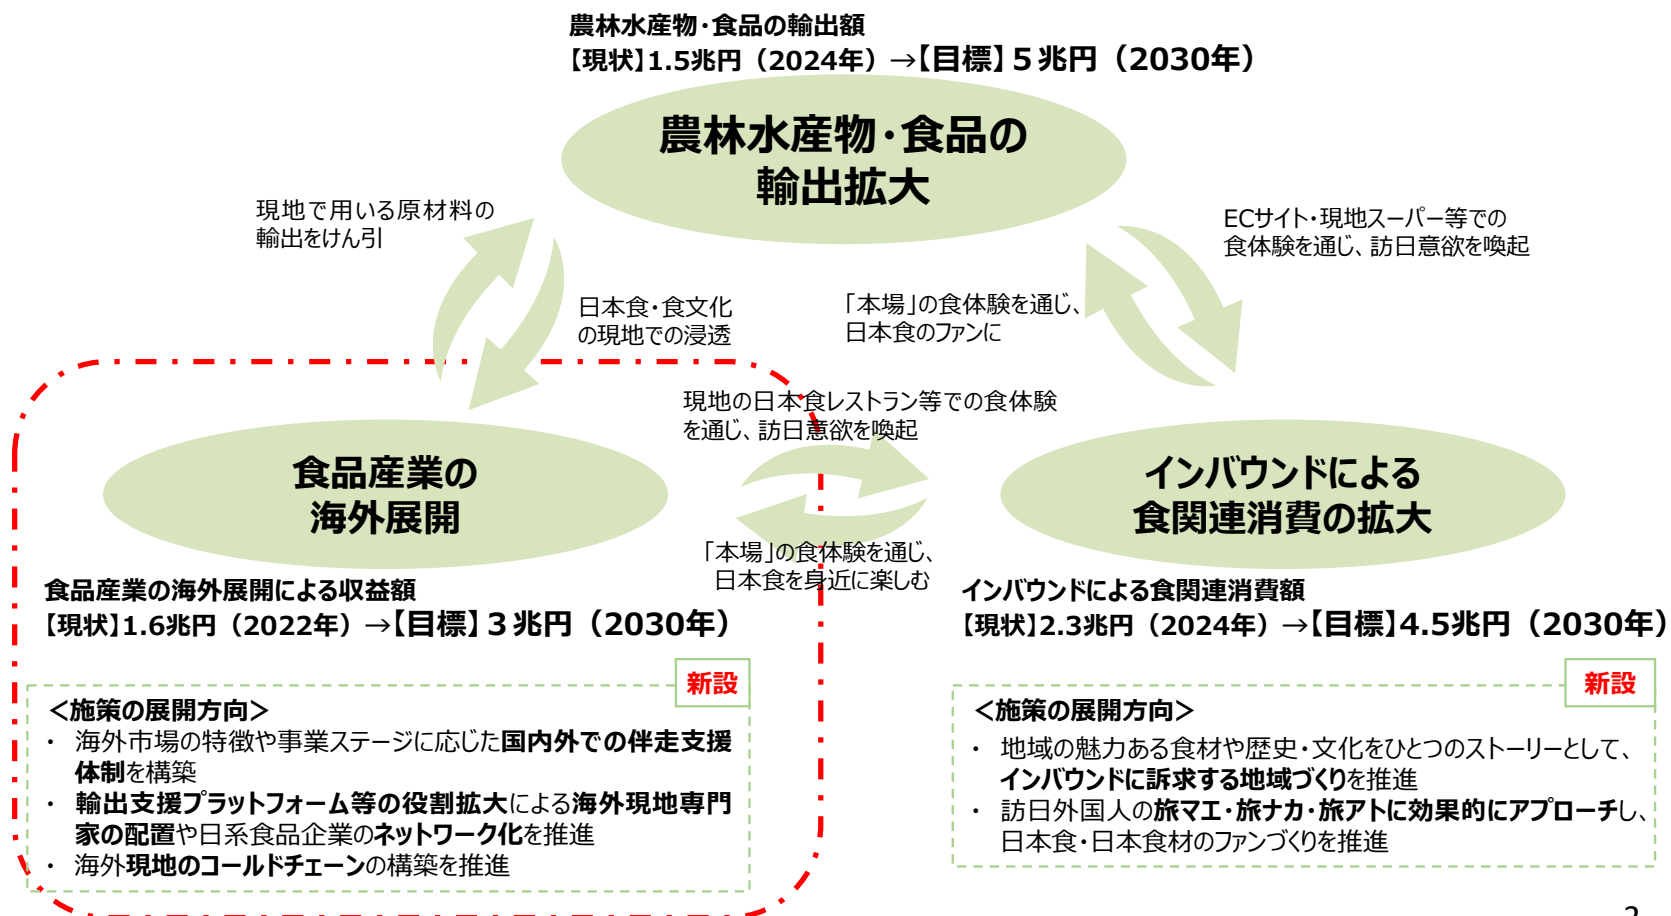 農林水産物・食品の輸出額
【現状】1.5兆円（2024年）→【目標】５兆円（2030年）
農林水産物・食品の
輸出拡大
現地で用いる原材料の
輸出をけん引
ECサイト・現地スーパー等での
食体験を通じ、訪日意欲を喚起
日本食・食文化
の現地での浸透
「本場」の食体験を通じ、
日本食のファンに
現地の日本食レストラン等での食体験
を通じ、訪日意欲を喚起
食品産業の
海外展開
インバウンドによる
食関連消費の拡大
「本場」の食体験を通じ、
日本食を身近に楽しむ
食品産業の海外展開による収益額
【現状】1.6兆円（2022年）→【目標】３兆円（2030年）
インバウンドによる食関連消費額
【現状】2.3兆円（2024年）→【目標】4.5兆円（2030年）
新設
＜施策の展開方向＞
・ 海外市場の特徴や事業ステージに応じた国内外での伴走支援
体制を構築
・ 輸出支援プラットフォーム等の役割拡大による海外現地専門
家の配置や日系食品企業のネットワーク化を推進
・ 海外現地のコールドチェーンの構築を推進
新設
＜施策の展開方向＞
・ 地域の魅力ある食材や歴史・文化をひとつのストーリーとして、
インバウンドに訴求する地域づくりを推進
・ 訪日外国人の旅マエ・旅ナカ・旅アトに効果的にアプローチし、
日本食・日本食材のファンづくりを推進
2